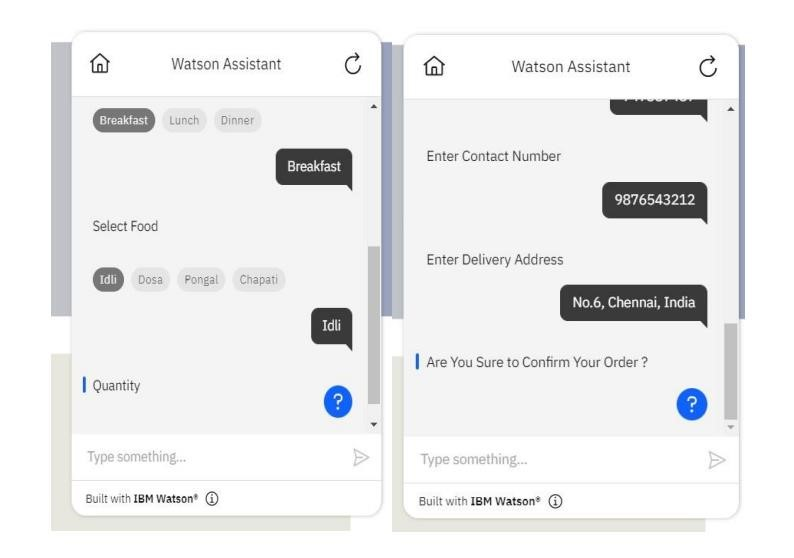 Watson Assistant
Breakfast Lunch Dinner
Breakfast
Select Food
Idli Dosa Pongal Chapati
Idli
Quantity
?
Type something...
Built with IBM Watson®
Watson Assistant
Enter Contact Number
9876543212
Enter Delivery Address
No.6, Chennai, India
Are You Sure to Confirm Your Order ?
?
Type something...
Built with IBM Watson®